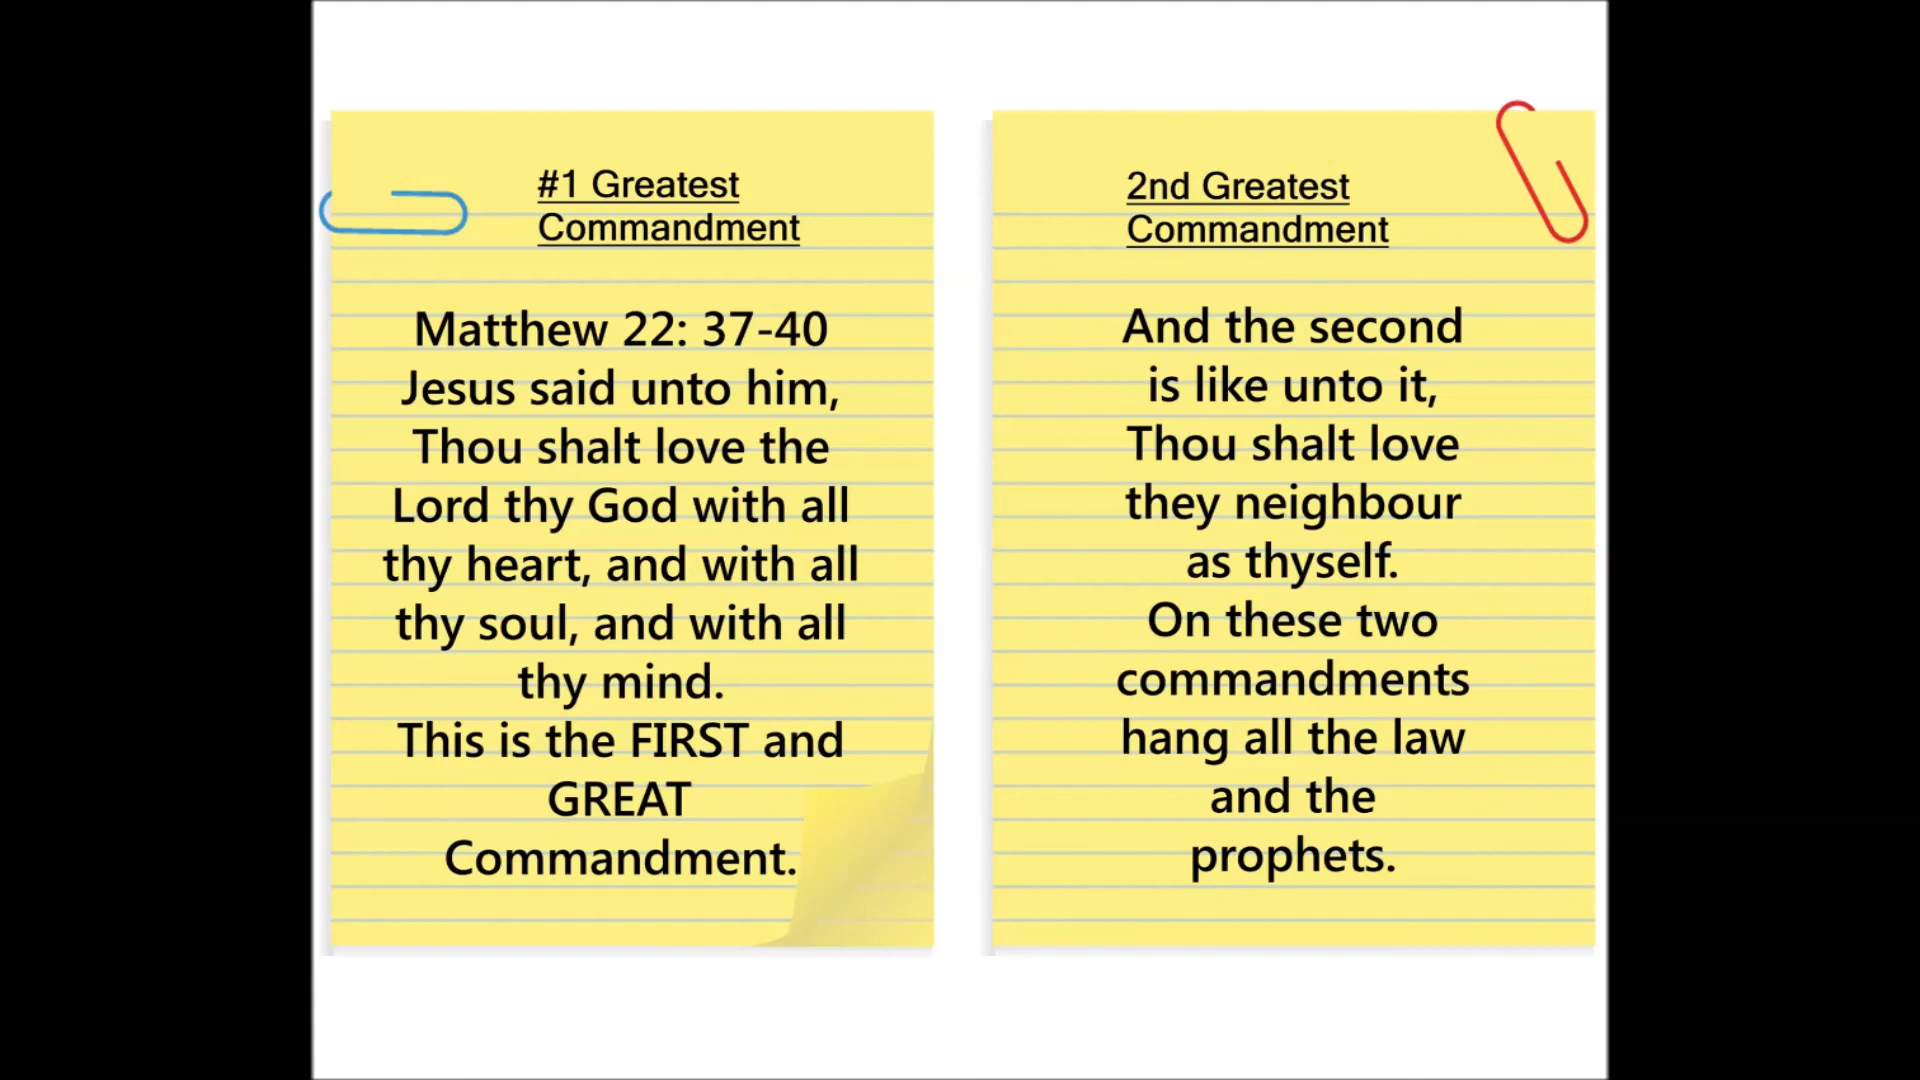 #1 Greatest
Commandment
Matthew 22: 37-40
Jesus said unto him,
Thou shalt love the
Lord thy God with all
thy heart, and with all
thy soul, and with all
thy mind.
This is the FIRST and
GREAT
Commandment.
2nd Greatest
Commandment
And the second
is like unto it,
Thou shalt love
they neighbour
as thyself.
On these two
commandments
hang all the law
and the
prophets.